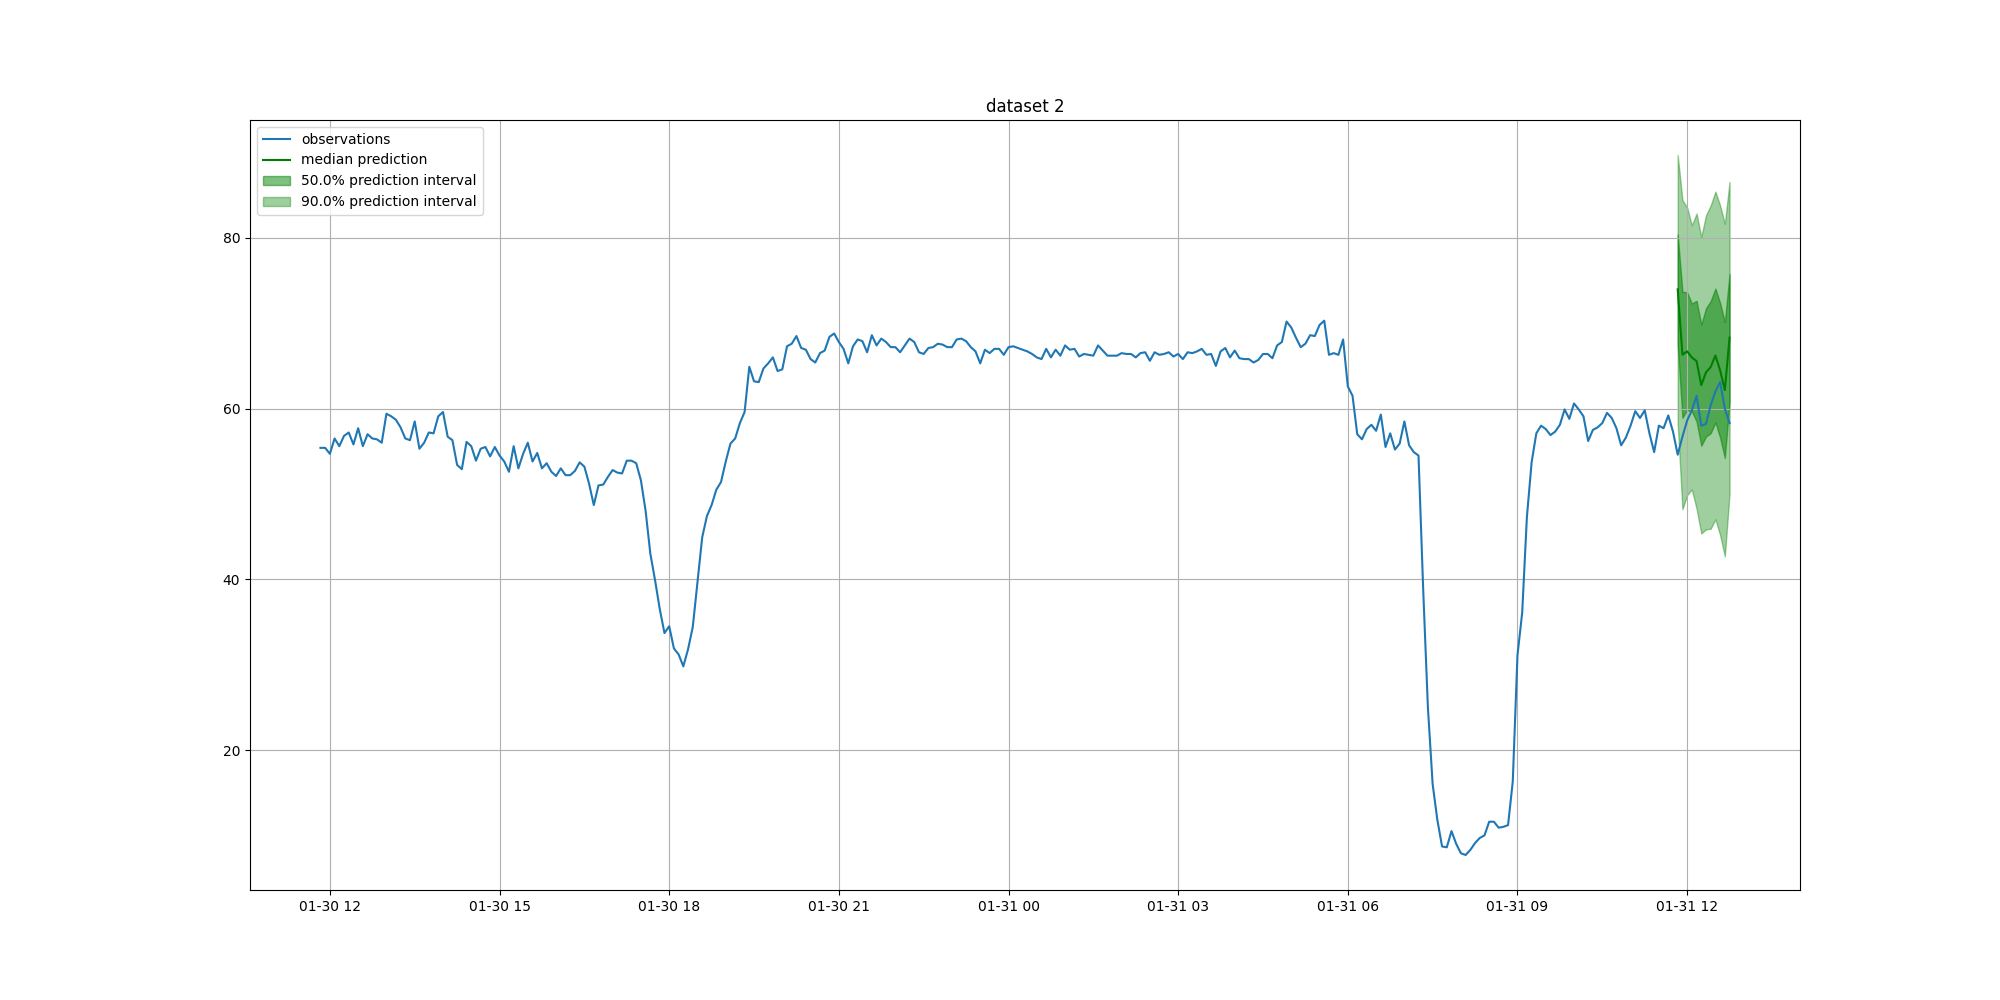 dataset 2
observations
median prediction
50.0% prediction interval
90.0% prediction interval
80
60
40
20
01-30 12
01-30 15
01-30 18
01-30 21
01-31 00
01-31 03
01-31 06
01-31 09
01-31 12